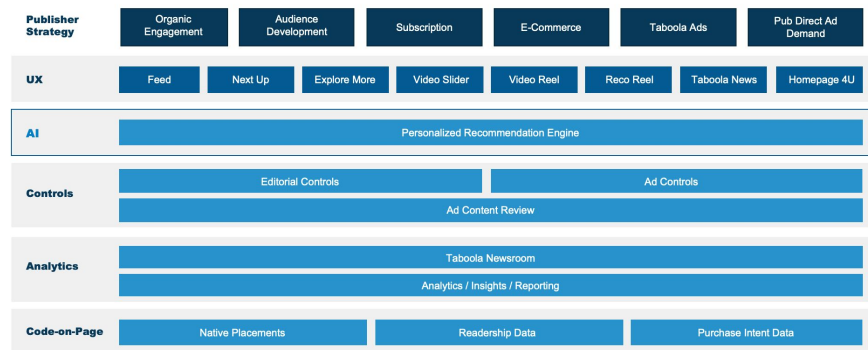 Publisher
Strategy
Organic
Engagement
Audience
Development
Subscription
E-Commerce
Taboola Ads
Pub Direct Ad
Demand
UX
Feed
Next Up
Explore More
Video Slider
Video Reel
Reco Reel
Taboola News
Homepage 4U
AI
Personalized Recommendation Engine
Controls
Editorial Controls
Ad Controls
Ad Content Review
Analytics
Taboola Newsroom
Analytics / Insights / Reporting
Code-on-Page
Native Placements
Readership Data
Purchase Intent Data